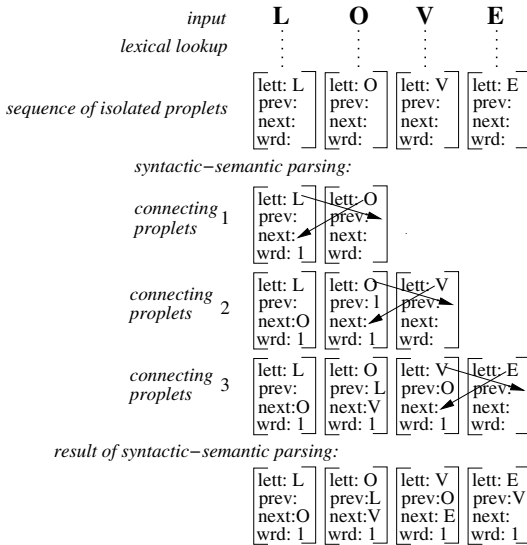 input L O V E
lexical lookup
lett: L lett: O lett: V lett: E
prev: prev: prev: prev:
sequence of isolated proplets
next: next: next: next:
wrd: wrd: wrd: wrd:
syntactic−semantic parsing:
lett: L lett: O
connecting proplets 1
prev: prev:
next: next:
wrd: 1 wrd:
lett: L lett: O lett: V
connecting proplets 2
prev: prev: l prev:
next:O next: next:
wrd: 1 wrd: 1 wrd:
lett: L lett: O lett: V lett: E
connecting proplets 3
prev: prev: L prev:O prev:
next:O next:V next: next:
wrd: 1 wrd: 1 wrd: 1 wrd:
result of syntactic−semantic parsing:
lett: L lett: O lett: V lett: E
prev: prev:L prev:O prev:V
next:O next:V next: E next:
wrd: 1 wrd: 1 wrd: 1 wrd: 1